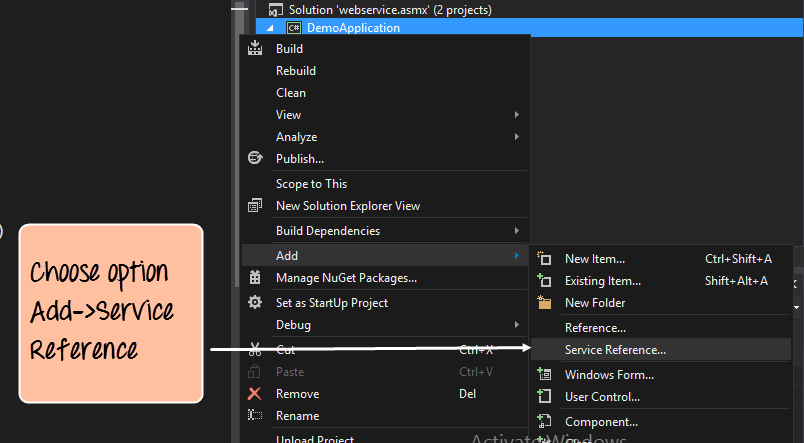 Solution 'webservice.asmx' (2 projects)
C# DemoApplication
Build
Rebuild
Clean
View
Analyze
Publish...
Scope to This
New Solution Explorer View
Build Dependencies
Add
Manage NuGet Packages...
Set as StartUp Project
Debug
Cut Ctrl+X
Paste Ctrl+V
Remove Del
Rename
Unload Project
New Item... Ctrl+Shift+A
Existing Item... Shift+Alt+A
New Folder
Reference...
Service Reference...
Windows Form...
User Control...
Component...
Activate Windows
Choose option
Add->Service
Reference